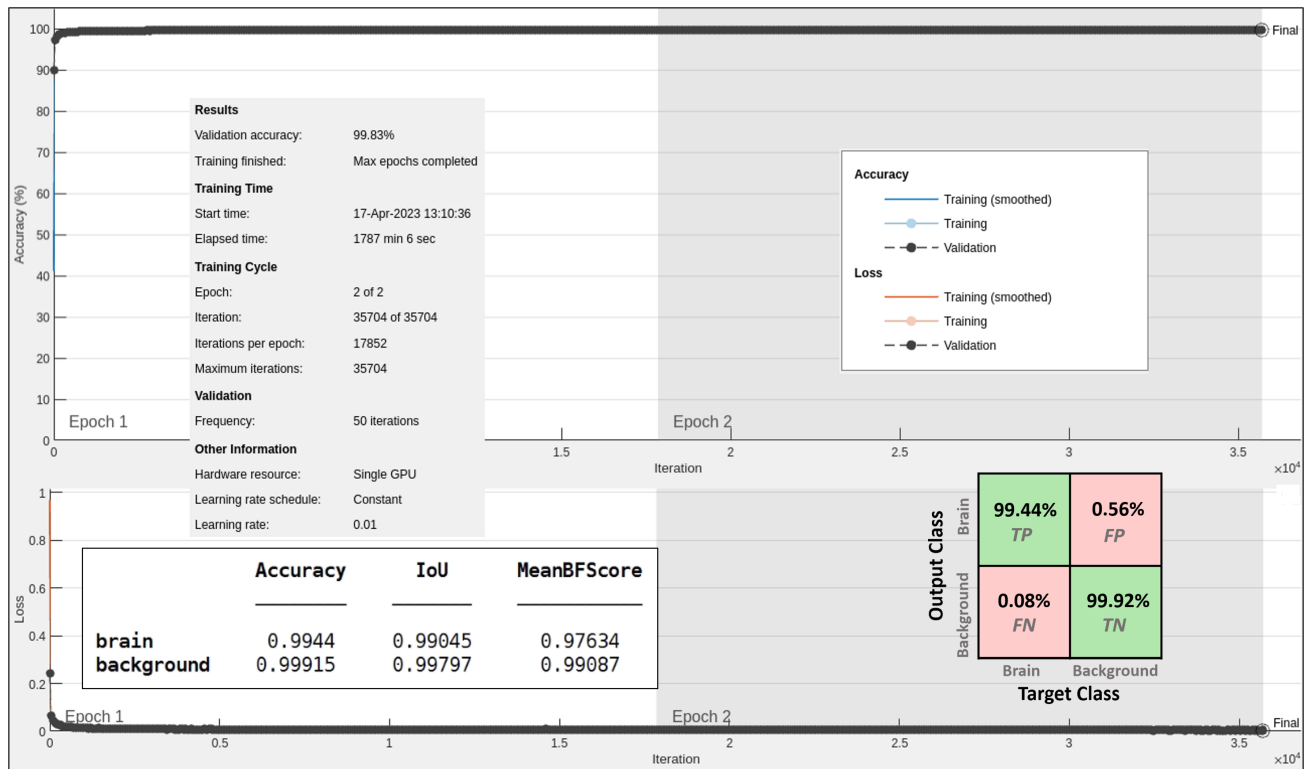 100
90
80
70
60
50
40
30
20
10
0
Accuracy (%)
Final
Results
Validation accuracy: 99.83%
Training finished: Max epochs completed
Training Time
Start time: 17-Apr-2023 13:10:36
Elapsed time: 1787 min 6 sec
Training Cycle
Epoch: 2 of 2
Iteration: 35704 of 35704
Iterations per epoch: 17852
Maximum iterations: 35704
Validation
Frequency: 50 iterations
Other Information
Hardware resource: Single GPU
Learning rate schedule: Constant
Learning rate: 0.01
Accuracy
Training (smoothed)
Training
Validation
Loss
Training (smoothed)
Training
Validation
Epoch 1
Epoch 2
0 1.5 2 2.5 3 3.5
Iteration
×10⁴
1
0.8
0.6
0.4
0.2
0
Loss
Accuracy IoU MeanBFScore
brain 0.9944 0.99045 0.97634
background 0.99915 0.99797 0.99087
Output Class
Brain
Background
99.44% 0.56%
TP FP
0.08% 99.92%
FN TN
Brain Background
Target Class
Epoch 1
Epoch 2
Final
0 0.5 1 1.5 2 2.5 3 3.5
Iteration
×10⁴